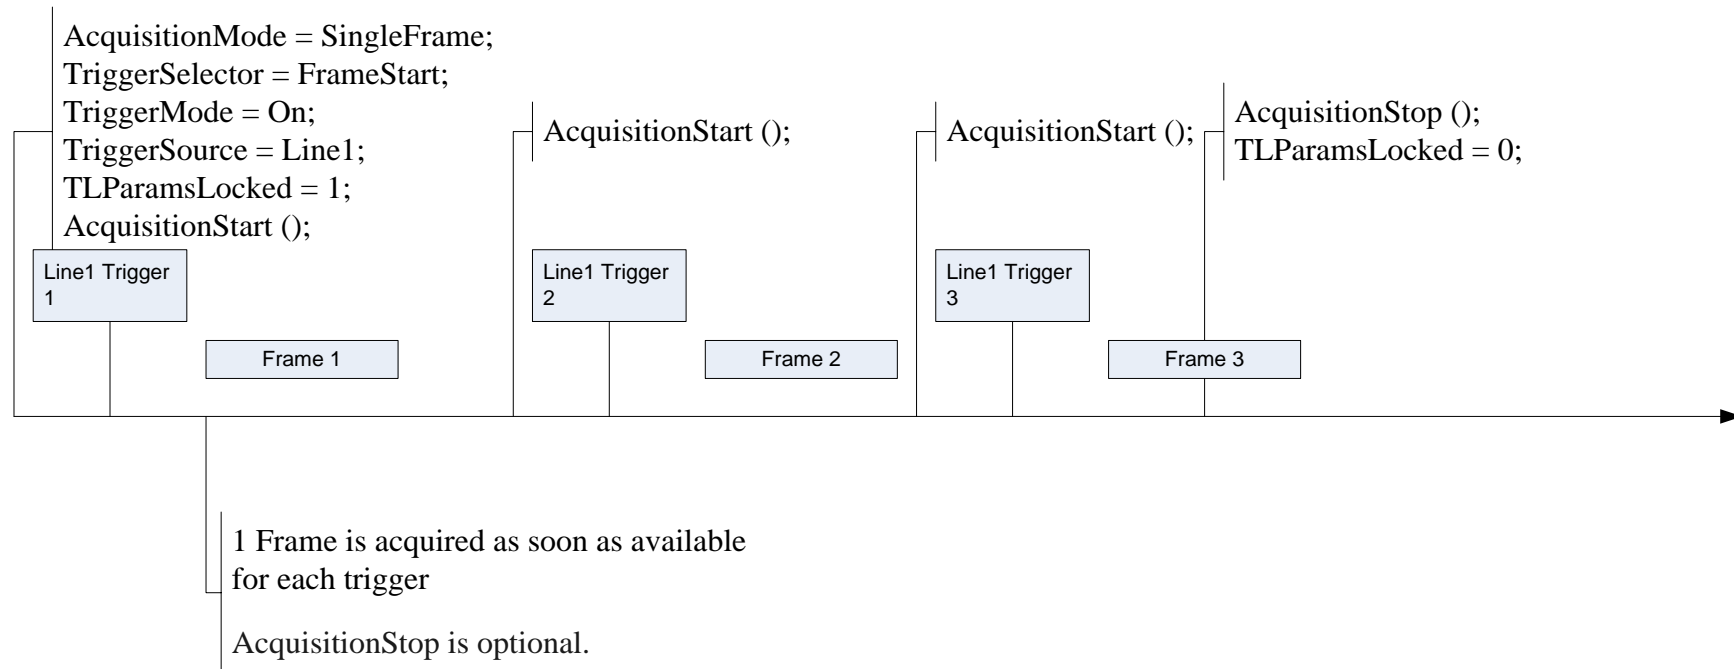 AcquisitionMode = SingleFrame;
TriggerSelector = FrameStart;
TriggerMode = On;
TriggerSource = Line1;
TLParamsLocked = 1;
AcquisitionStart ();
AcquisitionStart ();
AcquisitionStart ();
AcquisitionStop ();
TLParamsLocked = 0;
Line1 Trigger
1
Line1 Trigger
2
Line1 Trigger
3
Frame 1
Frame 2
Frame 3
1 Frame is acquired as soon as available
for each trigger
AcquisitionStop is optional.